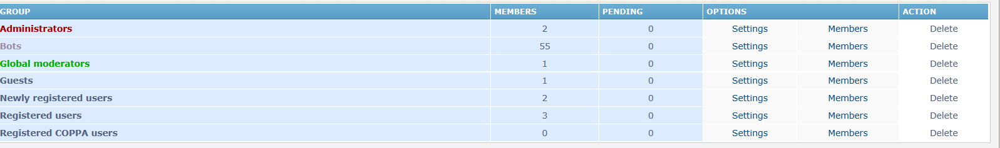 GROUP MEMBERS PENDING OPTIONS ACTION
Administrators 2 0 Settings Members Delete
Bots 55 0 Settings Members Delete
Global moderators 1 0 Settings Members Delete
Guests 1 0 Settings Members Delete
Newly registered users 2 0 Settings Members Delete
Registered users 3 0 Settings Members Delete
Registered COPPA users 0 0 Settings Members Delete